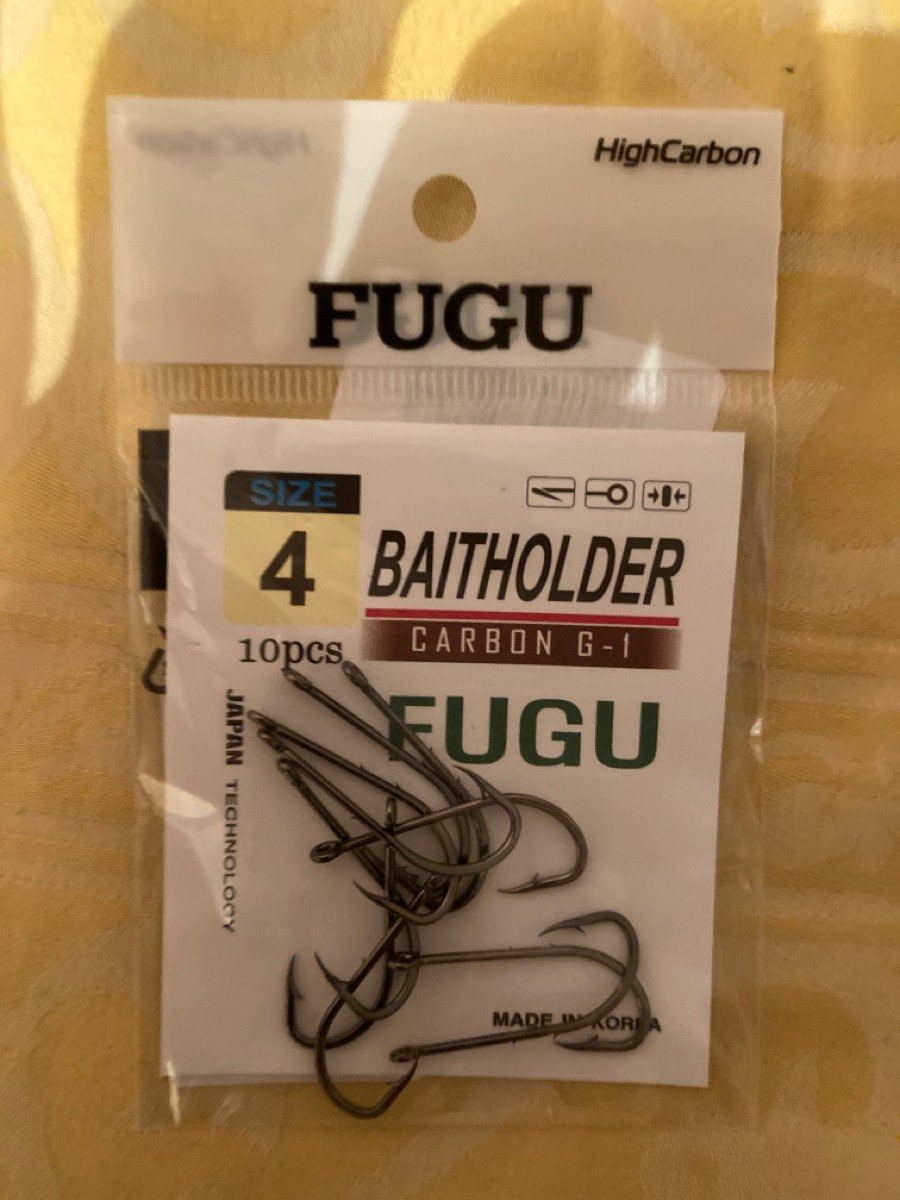 HighCarbon
FUGU
SIZE
4
10pcs
BAITHOLDER
CARBON G-1
FUGU
JAPAN TECHNOLOGY
MADE IN KOREA